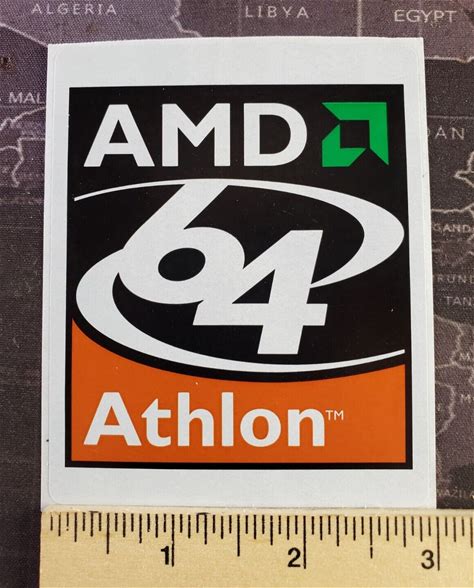 ALGERIA LIBYA EGYPT
AMD
64
Athlon™
1 2 3